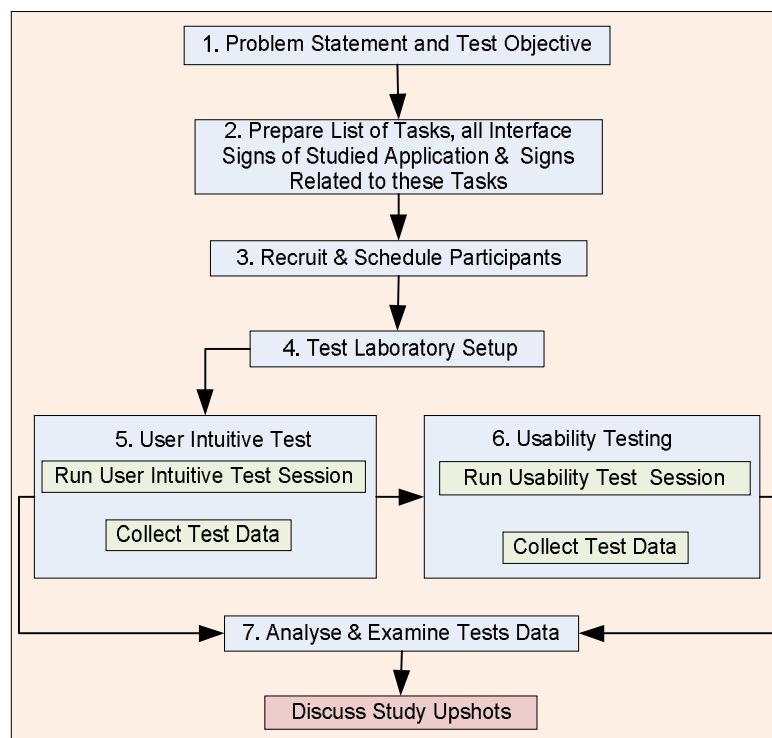 1. Problem Statement and Test Objective
2. Prepare List of Tasks, all Interface
Signs of Studied Application & Signs
Related to these Tasks
3. Recruit & Schedule Participants
4. Test Laboratory Setup
5. User Intuitive Test
Run User Intuitive Test Session
Collect Test Data
6. Usability Testing
Run Usability Test Session
Collect Test Data
7. Analyse & Examine Tests Data
Discuss Study Upshots